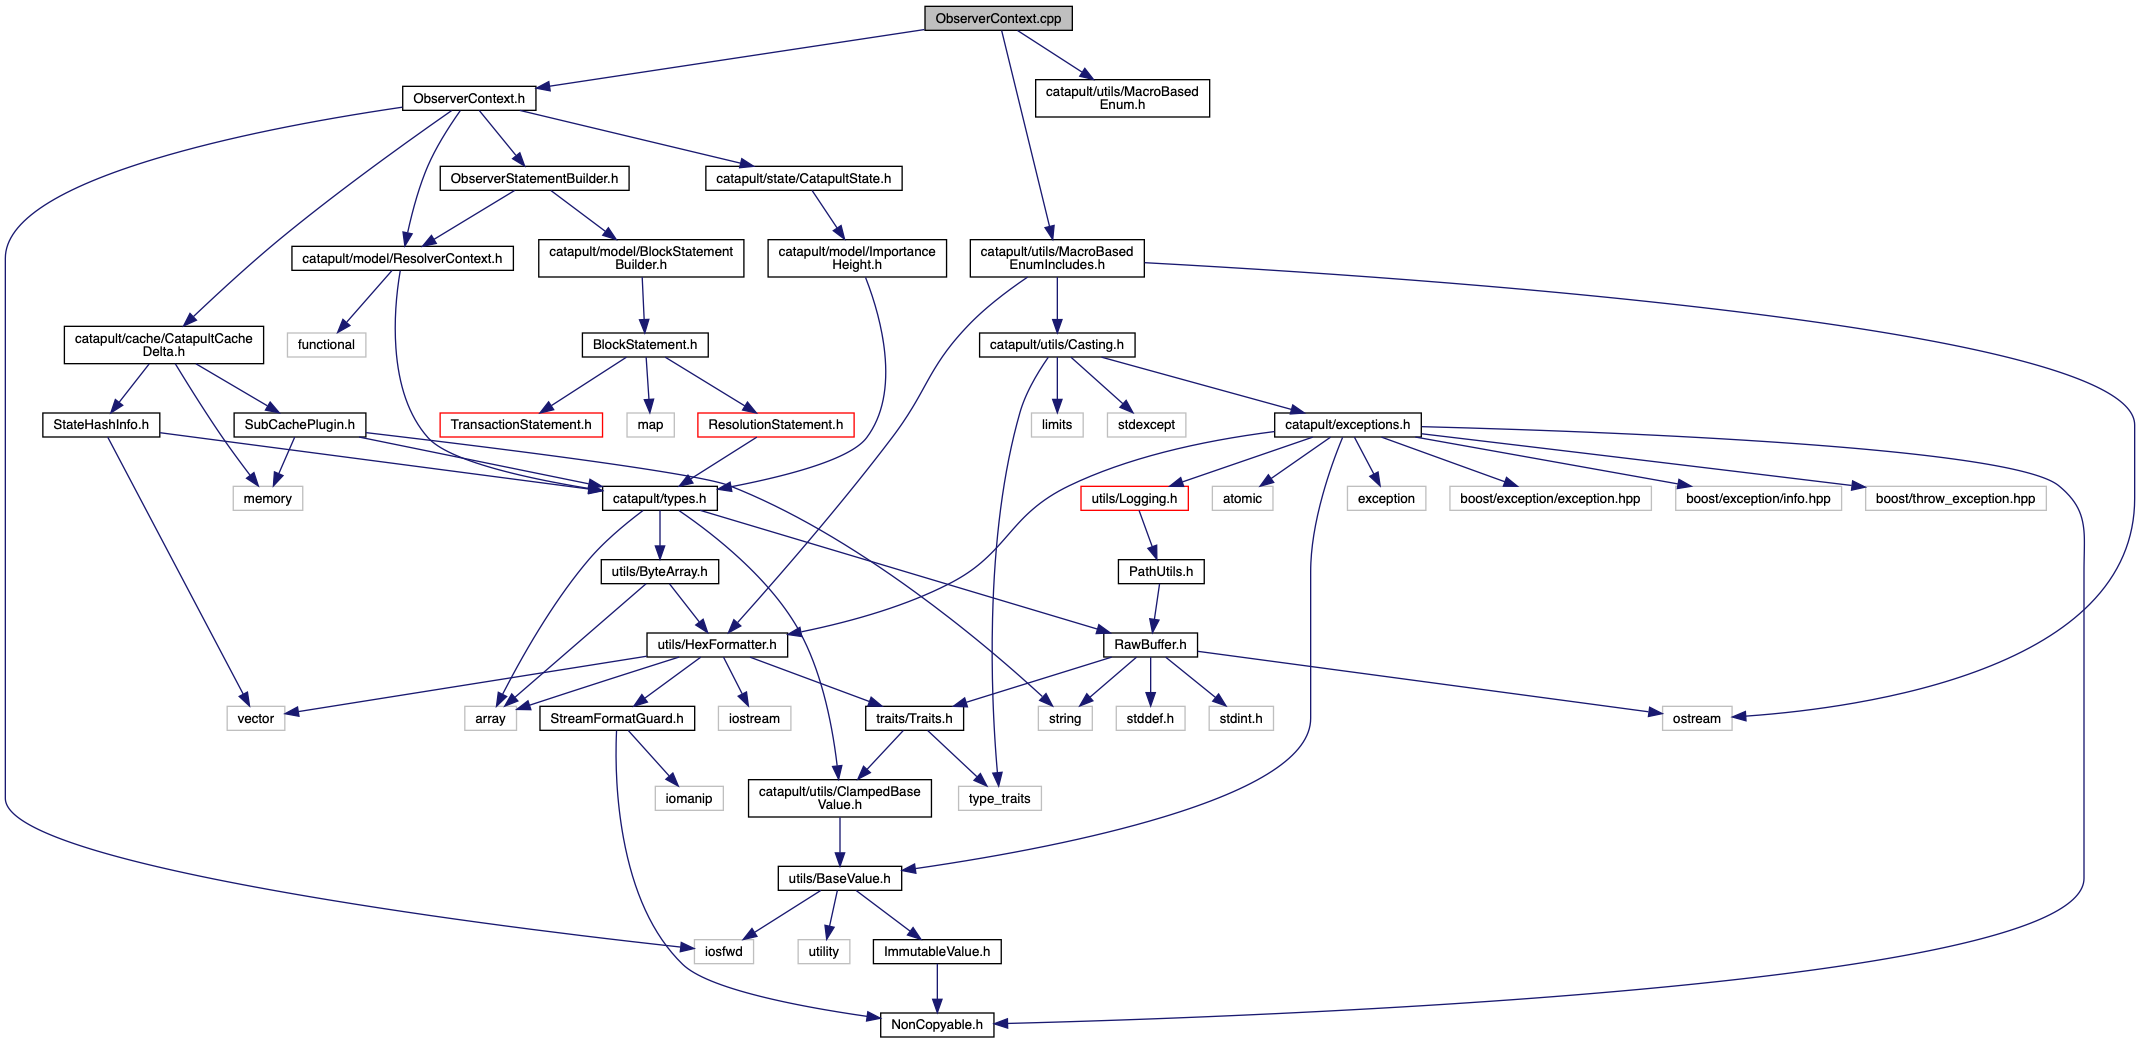 ObserverContext.cpp
ObserverContext.h
catapult/utils/MacroBased
Enum.h
ObserverStatementBuilder.h
catapult/state/CatapultState.h
catapult/model/ResolverContext.h
catapult/model/BlockStatement
Builder.h
catapult/model/Importance
Height.h
catapult/utils/MacroBased
EnumIncludes.h
catapult/cache/CatapultCache
Delta.h
functional
BlockStatement.h
catapult/utils/Casting.h
StateHashInfo.h
SubCachePlugin.h
TransactionStatement.h
map
ResolutionStatement.h
limits
stdexcept
catapult/exceptions.h
memory
catapult/types.h
utils/Logging.h
atomic
exception
boost/exception/exception.hpp
boost/exception/info.hpp
boost/throw_exception.hpp
utils/ByteArray.h
PathUtils.h
utils/HexFormatter.h
RawBuffer.h
vector
array
StreamFormatGuard.h
iostream
traits/Traits.h
string
stddef.h
stdint.h
ostream
iomanip
catapult/utils/ClampedBase
Value.h
type_traits
utils/BaseValue.h
iosfwd
utility
ImmutableValue.h
NonCopyable.h